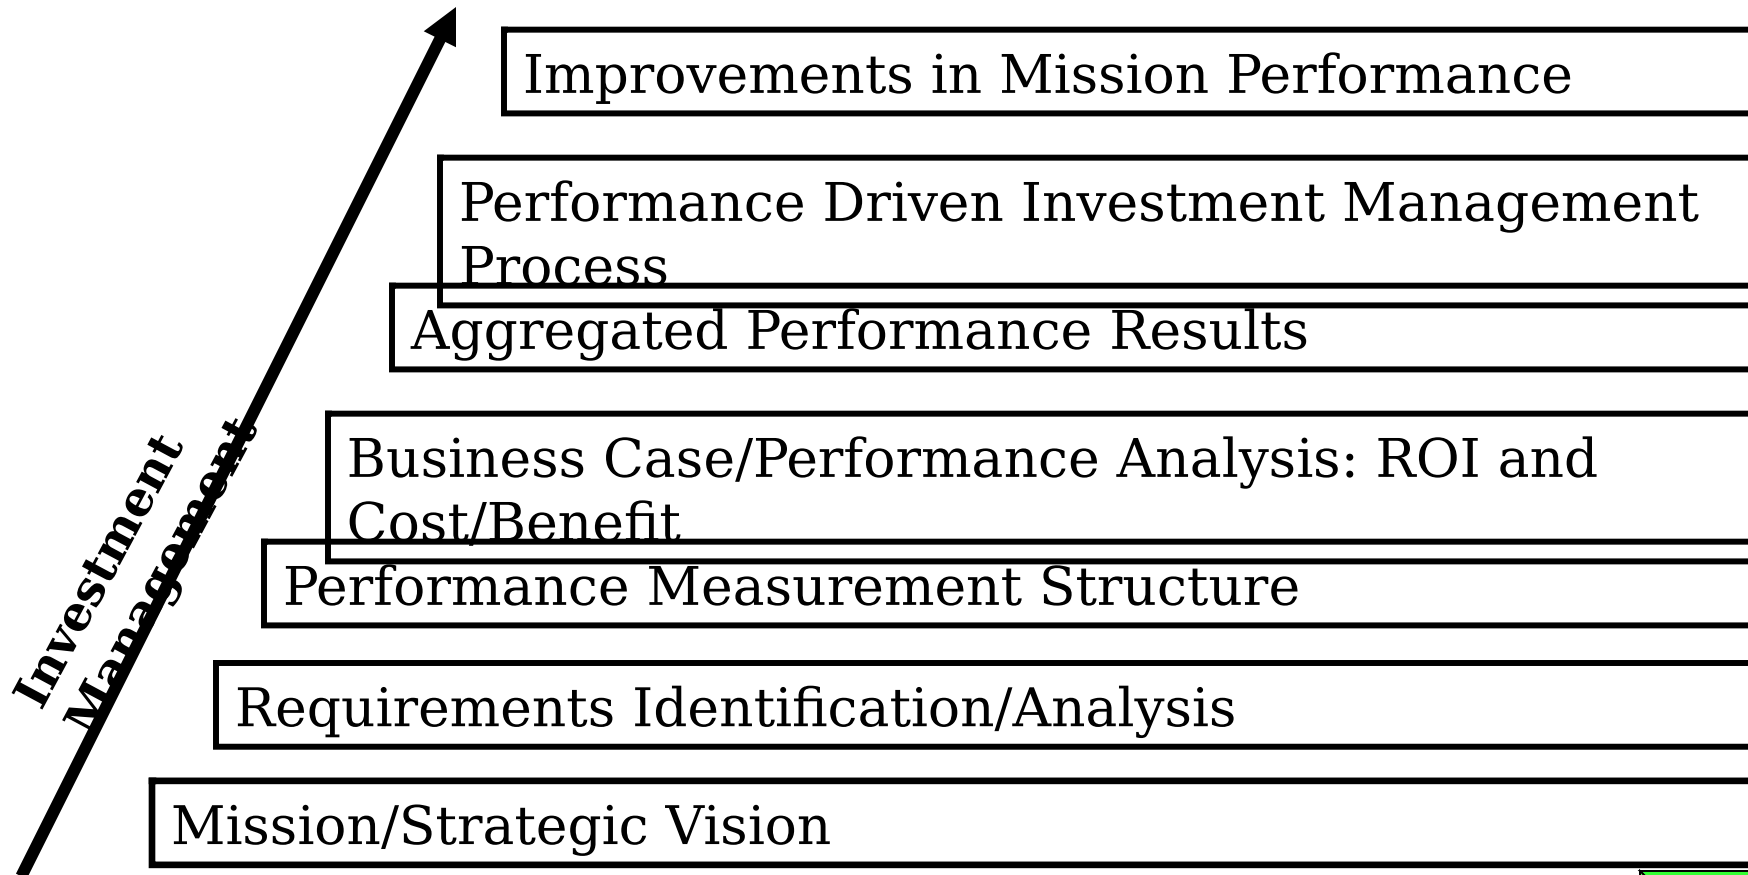 Improvements in Mission Performance
Performance Driven Investment Management
Process
Aggregated Performance Results
Business Case/Performance Analysis: ROI and
Cost/Benefit
Performance Measurement Structure
Requirements Identification/Analysis
Mission/Strategic Vision
Investment
Management